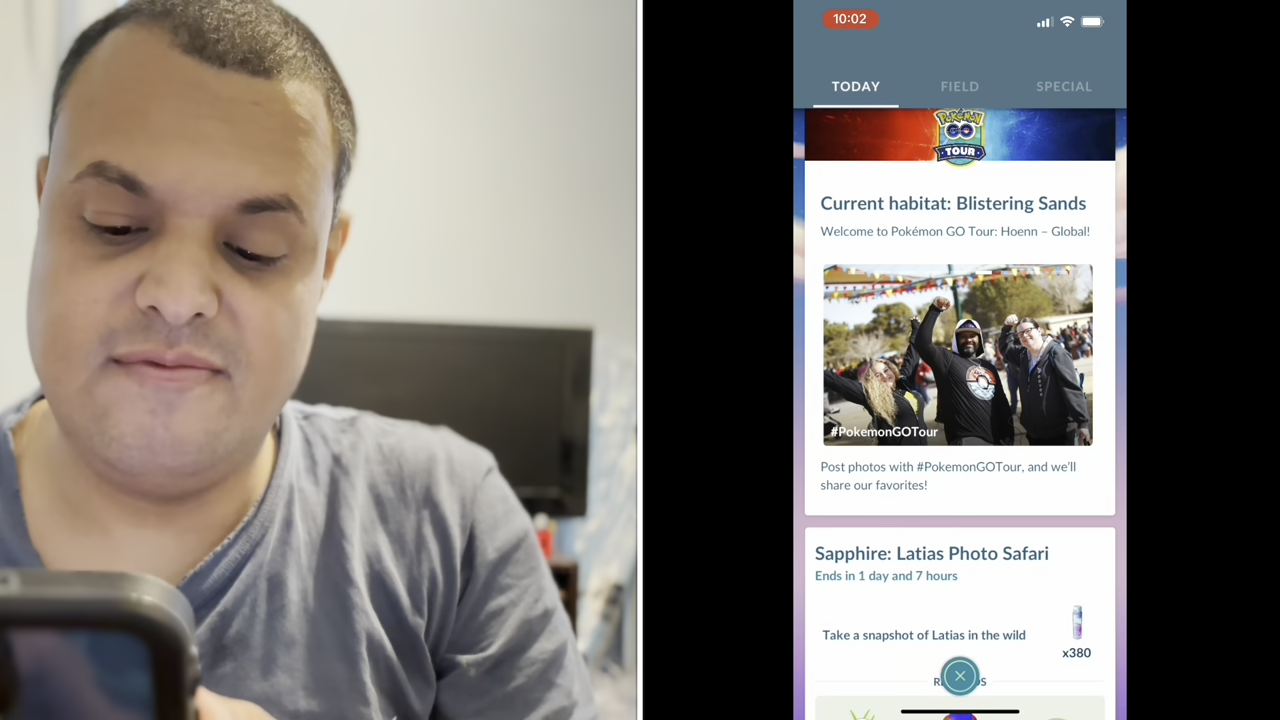 10:02
TODAY
FIELD
SPECIAL
POKÉMON
GO
TOUR
Current habitat: Blistering Sands
Welcome to Pokémon GO Tour: Hoenn – Global!
#PokemonGOTour
Post photos with #PokemonGOTour, and we'll
share our favorites!
Sapphire: Latias Photo Safari
Ends in 1 day and 7 hours
Take a snapshot of Latias in the wild
x380